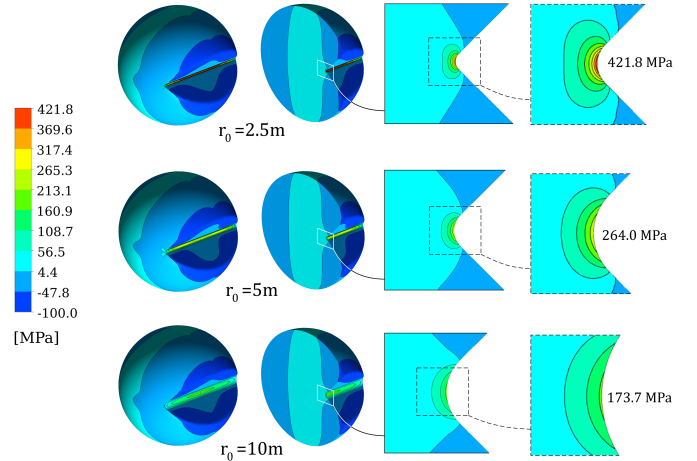 421.8
369.6
317.4
265.3
213.1
160.9
108.7
56.5
4.4
-47.8
-100.0
[MPa]
421.8 MPa
r₀ = 2.5m
264.0 MPa
r₀ = 5m
173.7 MPa
r₀ = 10m